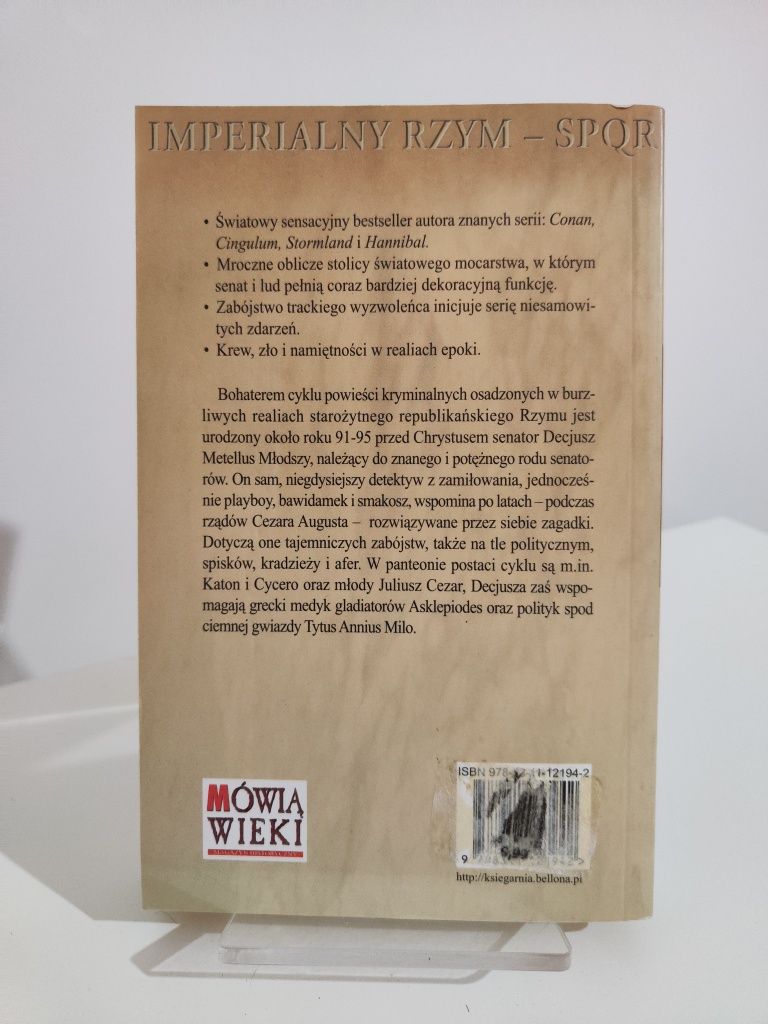 IMPERIALNY RZYM – SPQR
• Światowy sensacyjny bestseller autora znanych serii: Conan,
Cingulum, Stormland i Hannibal.
• Mroczne oblicze stolicy światowego mocarstwa, w którym
senat i lud pełnią coraz bardziej dekoracyjną funkcję.
• Zabójstwo trackiego wyzwoleńca inicjuje serię niesamowi-
tych zdarzeń.
• Krew, zło i namiętności w realiach epoki.
Bohaterem cyklu powieści kryminalnych osadzonych w burz-
liwych realiach starożytnego republikańskiego Rzymu jest
urodzony około roku 91-95 przed Chrystusem senator Decjusz
Metellus Młodszy, należący do znanego i potężnego rodu senato-
rów. On sam, niegdysiejszy detektyw z zamiłowania, jednocześ-
nie playboy, bawidamek i smakosz, wspomina po latach – podczas
rządów Cezara Augusta – rozwiązywane przez siebie zagadki.
Dotyczą one tajemniczych zabójstw, także na tle politycznym,
spisków, kradzieży i afer. W panteonie postaci cyklu są m.in.
Katon i Cycero oraz młody Juliusz Cezar, Decjusza zaś wspo-
magają grecki medyk gladiatorów Asklepiodes oraz polityk spod
ciemnej gwiazdy Tytus Annius Milo.
MÓWIĄ
WIEKI
MAGAZYN HISTORYCZNY
ISBN 978 12194-2
9
http://ksiegarnia.bellona.pl